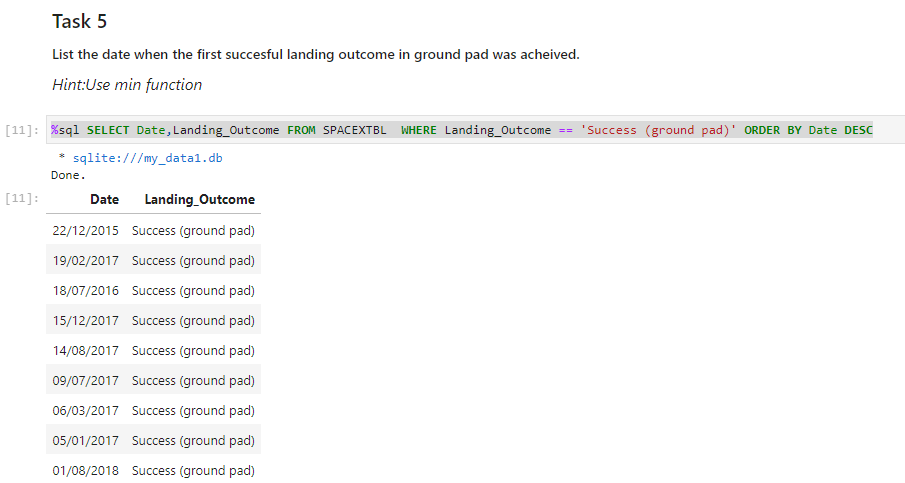 Task 5
List the date when the first succesful landing outcome in ground pad was acheived.
Hint:Use min function
[11]: %sql SELECT Date,Landing_Outcome FROM SPACEXTBL  WHERE Landing_Outcome == 'Success (ground pad)' ORDER BY Date DESC
* sqlite:///my_data1.db
Done.
[11]: Date Landing_Outcome
22/12/2015 Success (ground pad)
19/02/2017 Success (ground pad)
18/07/2016 Success (ground pad)
15/12/2017 Success (ground pad)
14/08/2017 Success (ground pad)
09/07/2017 Success (ground pad)
06/03/2017 Success (ground pad)
05/01/2017 Success (ground pad)
01/08/2018 Success (ground pad)